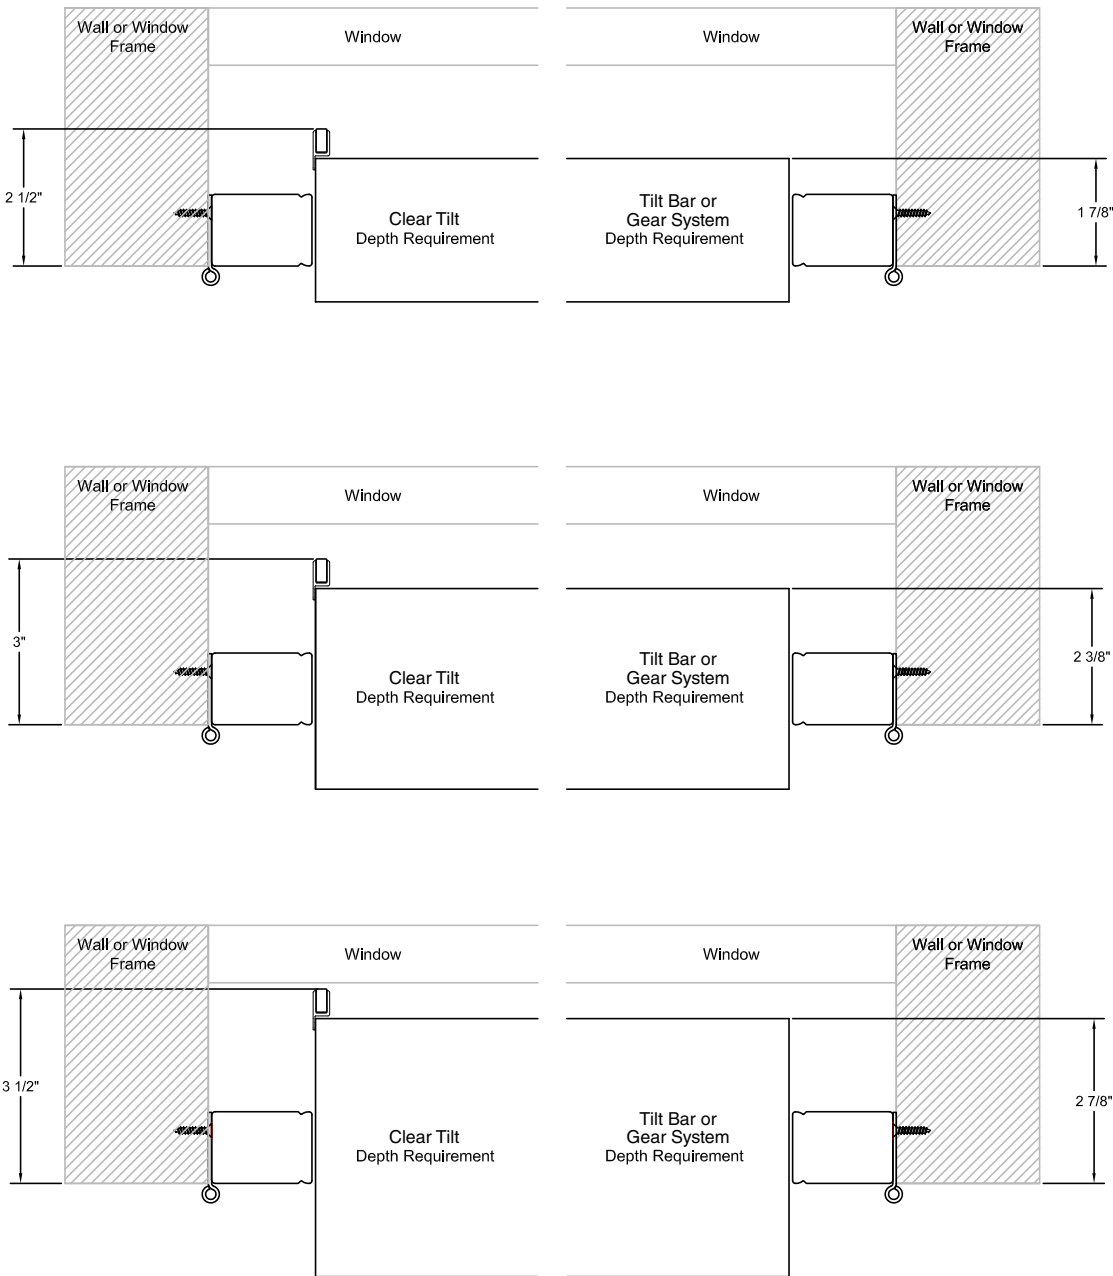 Wall or Window
Frame
Window
Window
Wall or Window
Frame
2 1/2"
Clear Tilt
Depth Requirement
Tilt Bar or
Gear System
Depth Requirement
1 7/8"
Wall or Window
Frame
Window
Window
Wall or Window
Frame
3"
Clear Tilt
Depth Requirement
Tilt Bar or
Gear System
Depth Requirement
2 3/8"
Wall or Window
Frame
Window
Window
Wall or Window
Frame
3 1/2"
Clear Tilt
Depth Requirement
Tilt Bar or
Gear System
Depth Requirement
2 7/8"